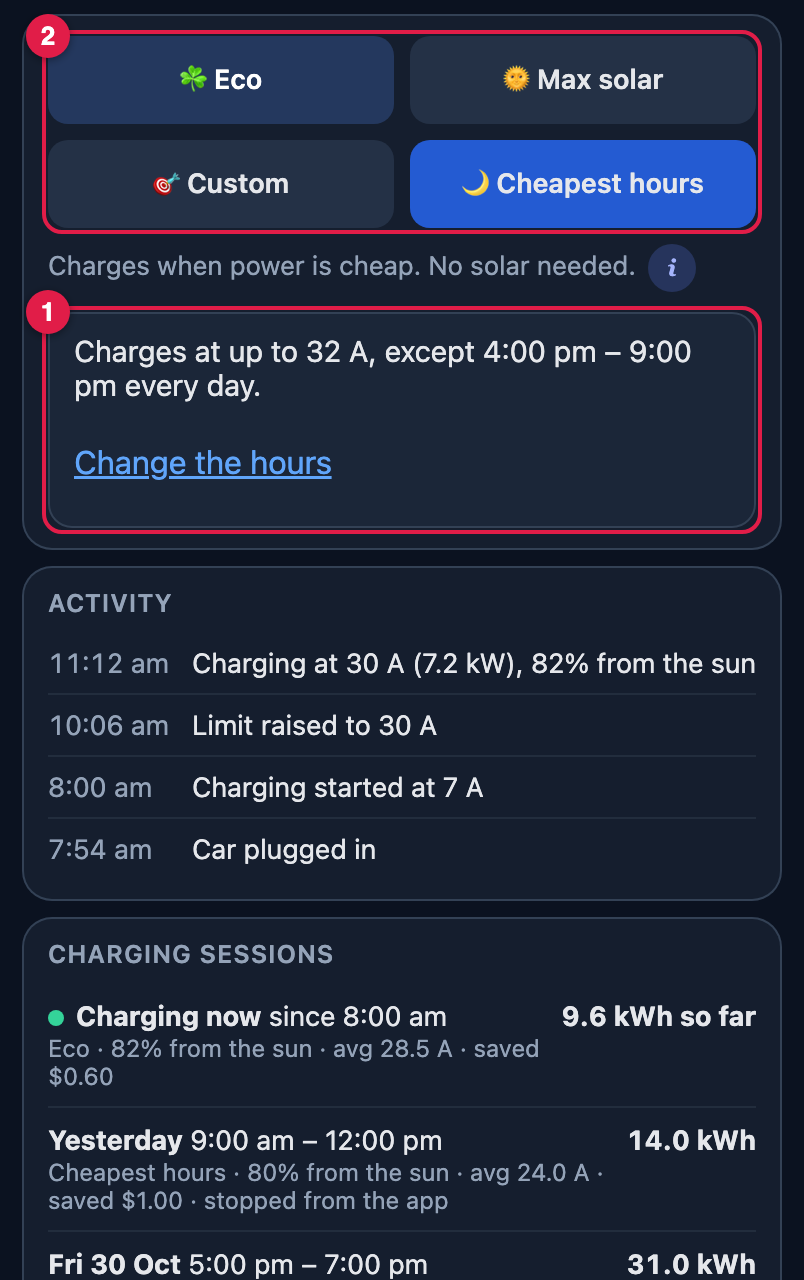 2
☘️ Eco
🌞 Max solar
🎯 Custom
🌙 Cheapest hours
Charges when power is cheap. No solar needed. i
1
Charges at up to 32 A, except 4:00 pm – 9:00
pm every day.
Change the hours
ACTIVITY
11:12 am Charging at 30 A (7.2 kW), 82% from the sun
10:06 am Limit raised to 30 A
8:00 am Charging started at 7 A
7:54 am Car plugged in
CHARGING SESSIONS
Charging now since 8:00 am 9.6 kWh so far
Eco · 82% from the sun · avg 28.5 A · saved
$0.60
Yesterday 9:00 am – 12:00 pm 14.0 kWh
Cheapest hours · 80% from the sun · avg 24.0 A ·
saved $1.00 · stopped from the app
Fri 30 Oct 5:00 pm – 7:00 pm 31.0 kWh